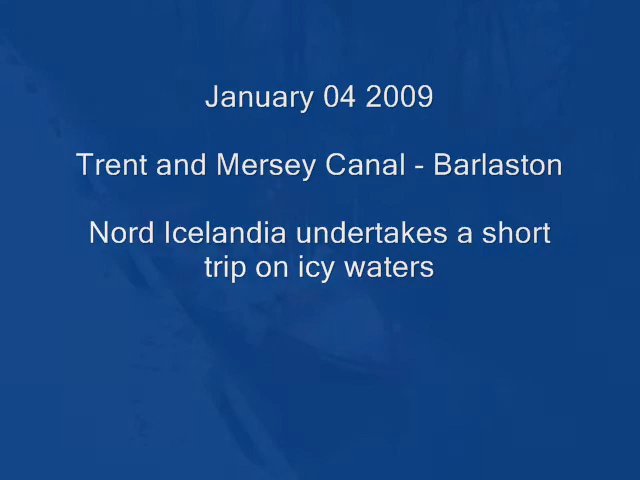 January 04 2009
Trent and Mersey Canal - Barlaston
Nord Icelandia undertakes a short
trip on icy waters